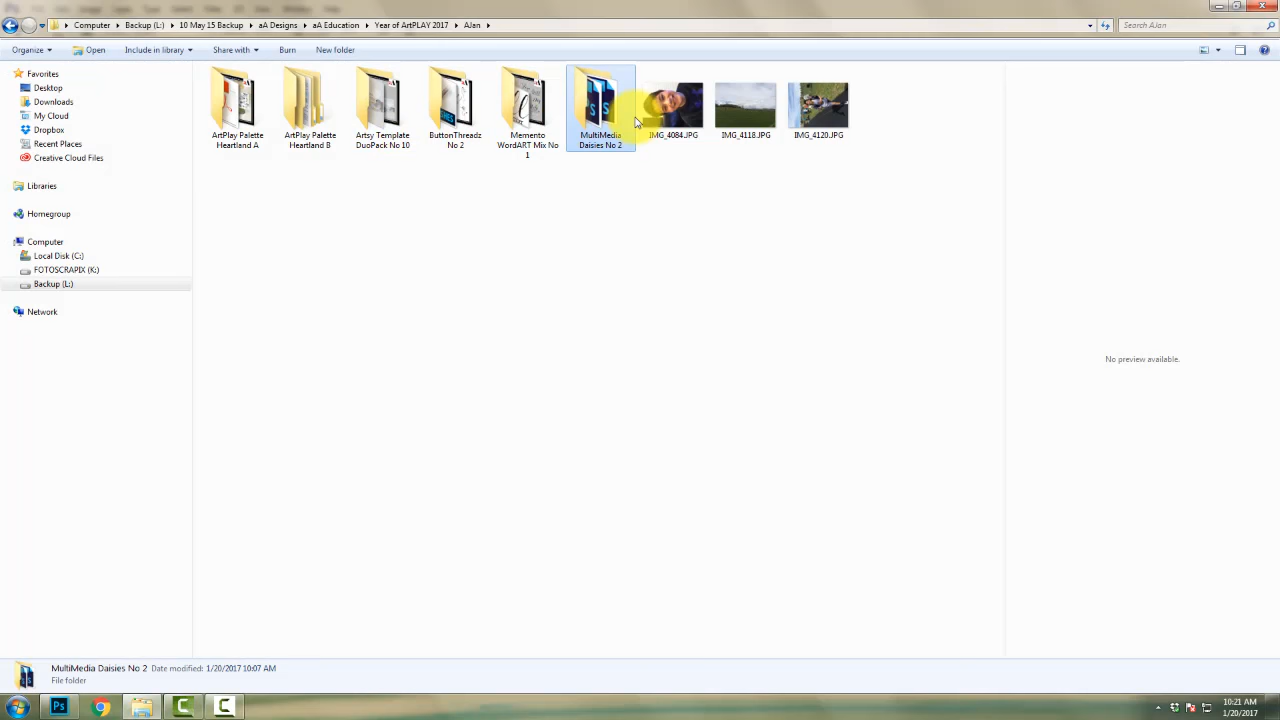 Computer ▸ Backup (L:) ▸ 10 May 15 Backup ▸ aA Designs ▸ aA Education ▸ Year of ArtPLAY 2017 ▸ AJan ▸
Search AJan
Organize ▾ Open Include in library ▾ Share with ▾ Burn New folder
Favorites
Desktop
Downloads
My Cloud
Dropbox
Recent Places
Creative Cloud Files
Libraries
Homegroup
Computer
Local Disk (C:)
FOTOSCRAPIX (K:)
Backup (L:)
Network
ArtPlay Palette
Heartland A
ArtPlay Palette
Heartland B
Artsy Template
DuoPack No 10
ButtonThreadz
No 2
Memento
WordART Mix No
1
MultiMedia
Daisies No 2
IMG_4084.JPG
IMG_4118.JPG
IMG_4120.JPG
No preview available.
MultiMedia Daisies No 2 Date modified: 1/20/2017 10:07 AM
File folder
Ps
10:21 AM
1/20/2017